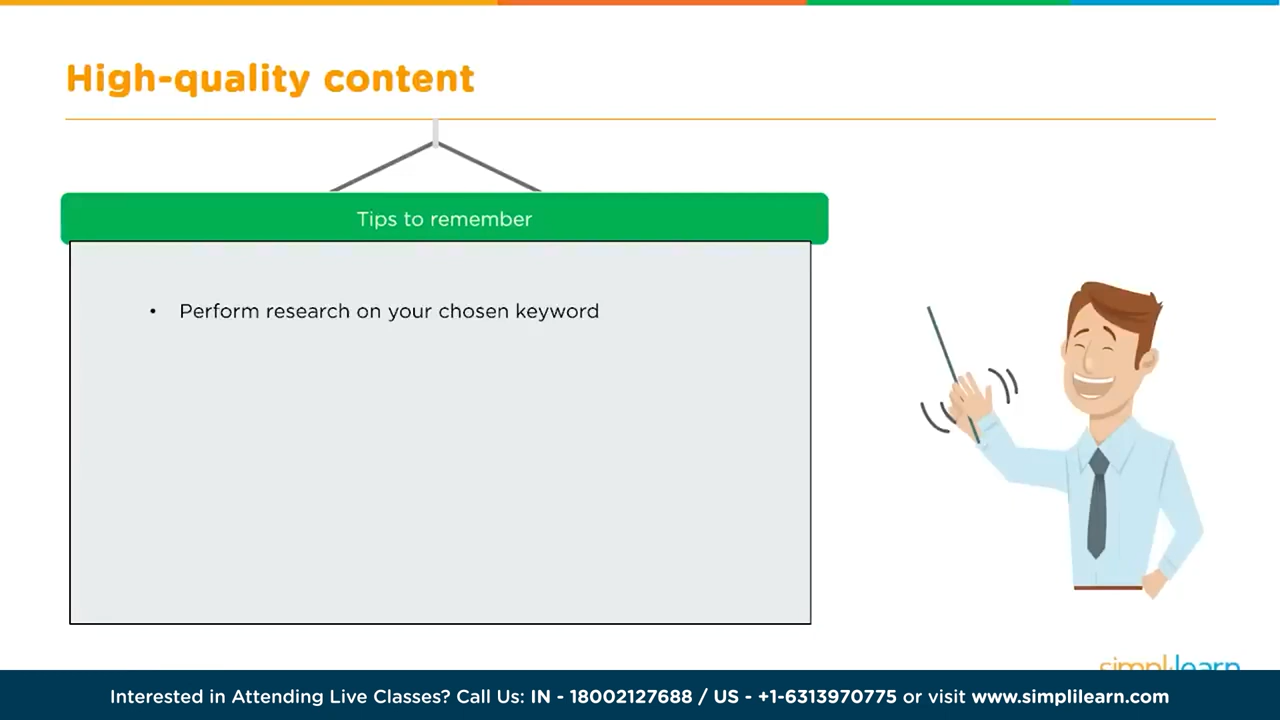 High-quality content
Tips to remember
• Perform research on your chosen keyword
simplilearn
Interested in Attending Live Classes? Call Us: IN - 18002127688 / US - +1-6313970775 or visit www.simplilearn.com